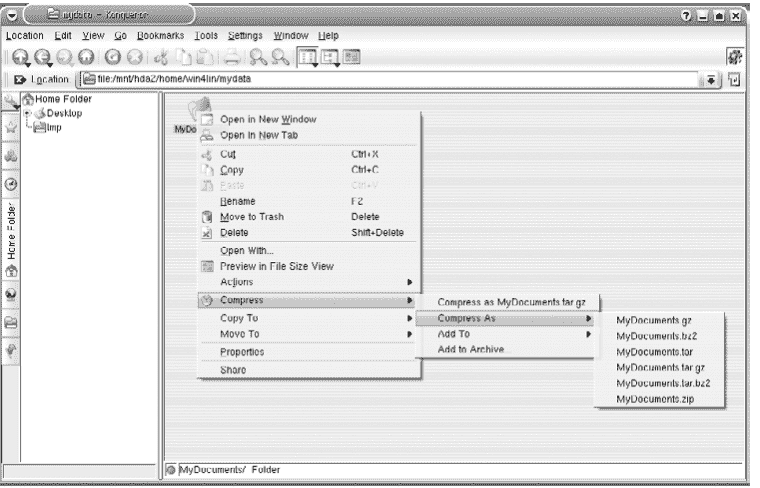 mydata - Konqueror
Location Edit View Go Bookmarks Tools Settings Window Help
Location: file:/mnt/hda2/home/win4lin/mydata
Home Folder
Desktop
tmp
Home Folder
MyDo
Open in New Window
Open in New Tab
Cut Ctrl+X
Copy Ctrl+C
Paste Ctrl+V
Rename F2
Move to Trash Delete
Delete Shift+Delete
Open With...
Preview in File Size View
Actions
Compress
Copy To
Move To
Properties
Share
Compress as MyDocuments.tar.gz
Compress As
Add To
Add to Archive...
MyDocuments.gz
MyDocuments.bz2
MyDocuments.tar
MyDocuments.tar.gz
MyDocuments.tar.bz2
MyDocuments.zip
MyDocuments/ Folder